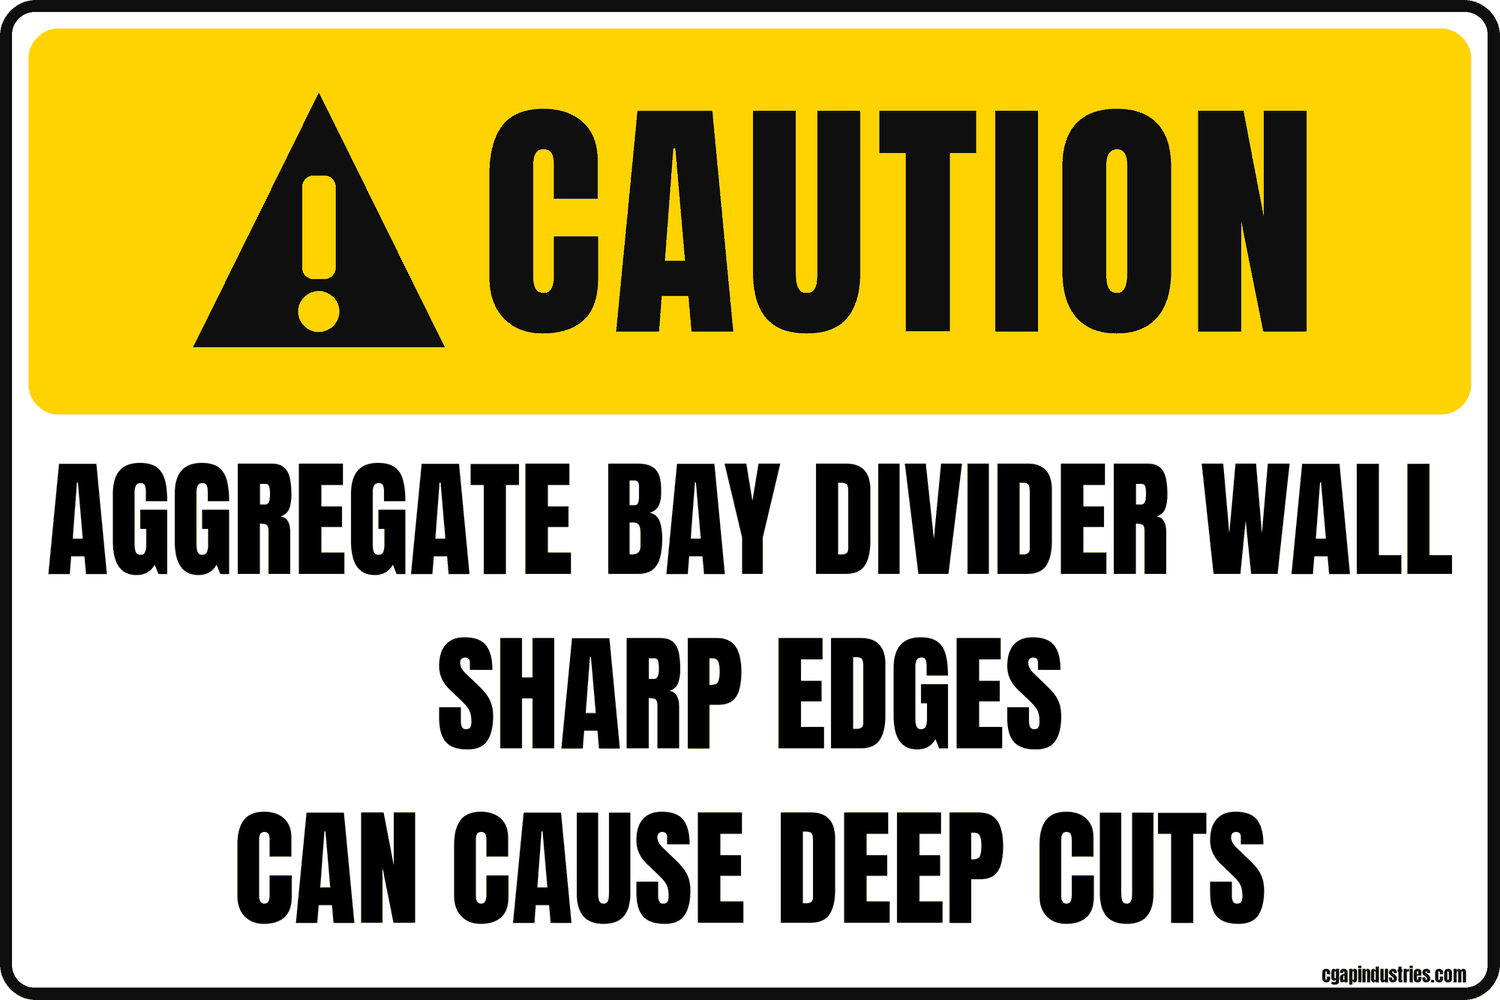 CAUTION
AGGREGATE BAY DIVIDER WALL
SHARP EDGES
CAN CAUSE DEEP CUTS
cgapindustries.com